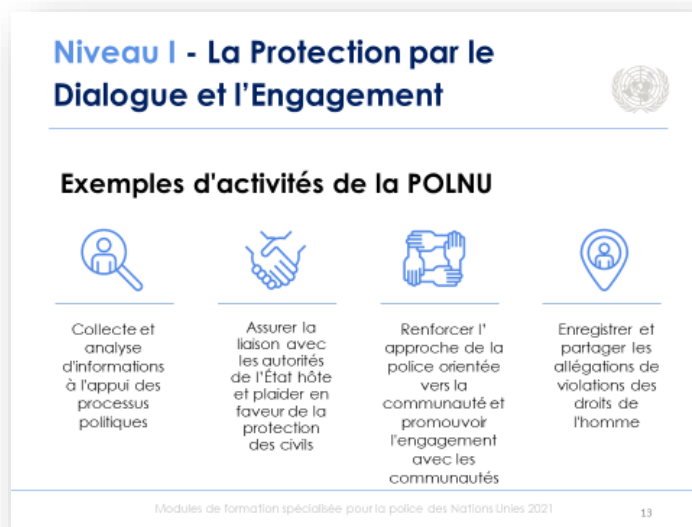 Niveau I - La Protection par le
Dialogue et l'Engagement
Exemples d'activités de la POLNU
Collecte et
analyse
d'informations
à l'appui des
processus
politiques
Assurer la
liaison avec
les autorités
de l'État hôte
et plaider en
faveur de la
protection
des civils
Renforcer l'
approche de la
police orientée
vers la
communauté et
promouvoir
l'engagement
avec les
communautés
Enregistrer et
partager les
allégations de
violations des
droits de
l'homme
Modules de formation spécialisée pour la police des Nations Unies 2021
13